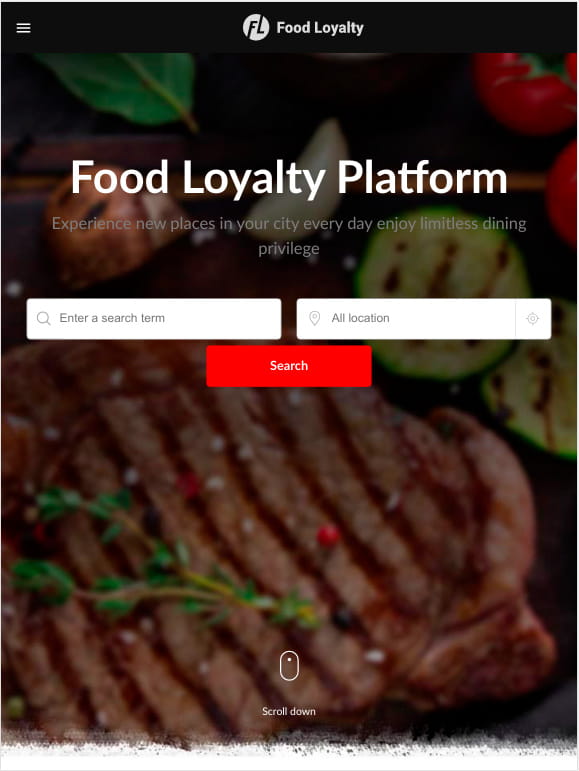 FL Food Loyalty
Food Loyalty Platform
Experience new places in your city every day enjoy limitless dining
privilege
Enter a search term
All location
Search
Scroll down